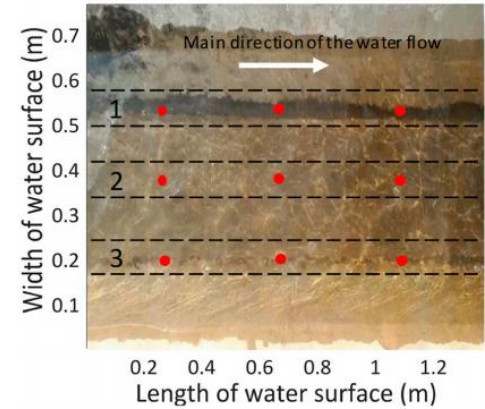 Main direction of the water flow
Width of water surface (m)
0.7
0.6
0.5
0.4
0.3
0.2
0.1
1
2
3
0.2 0.4 0.6 0.8 1 1.2
Length of water surface (m)